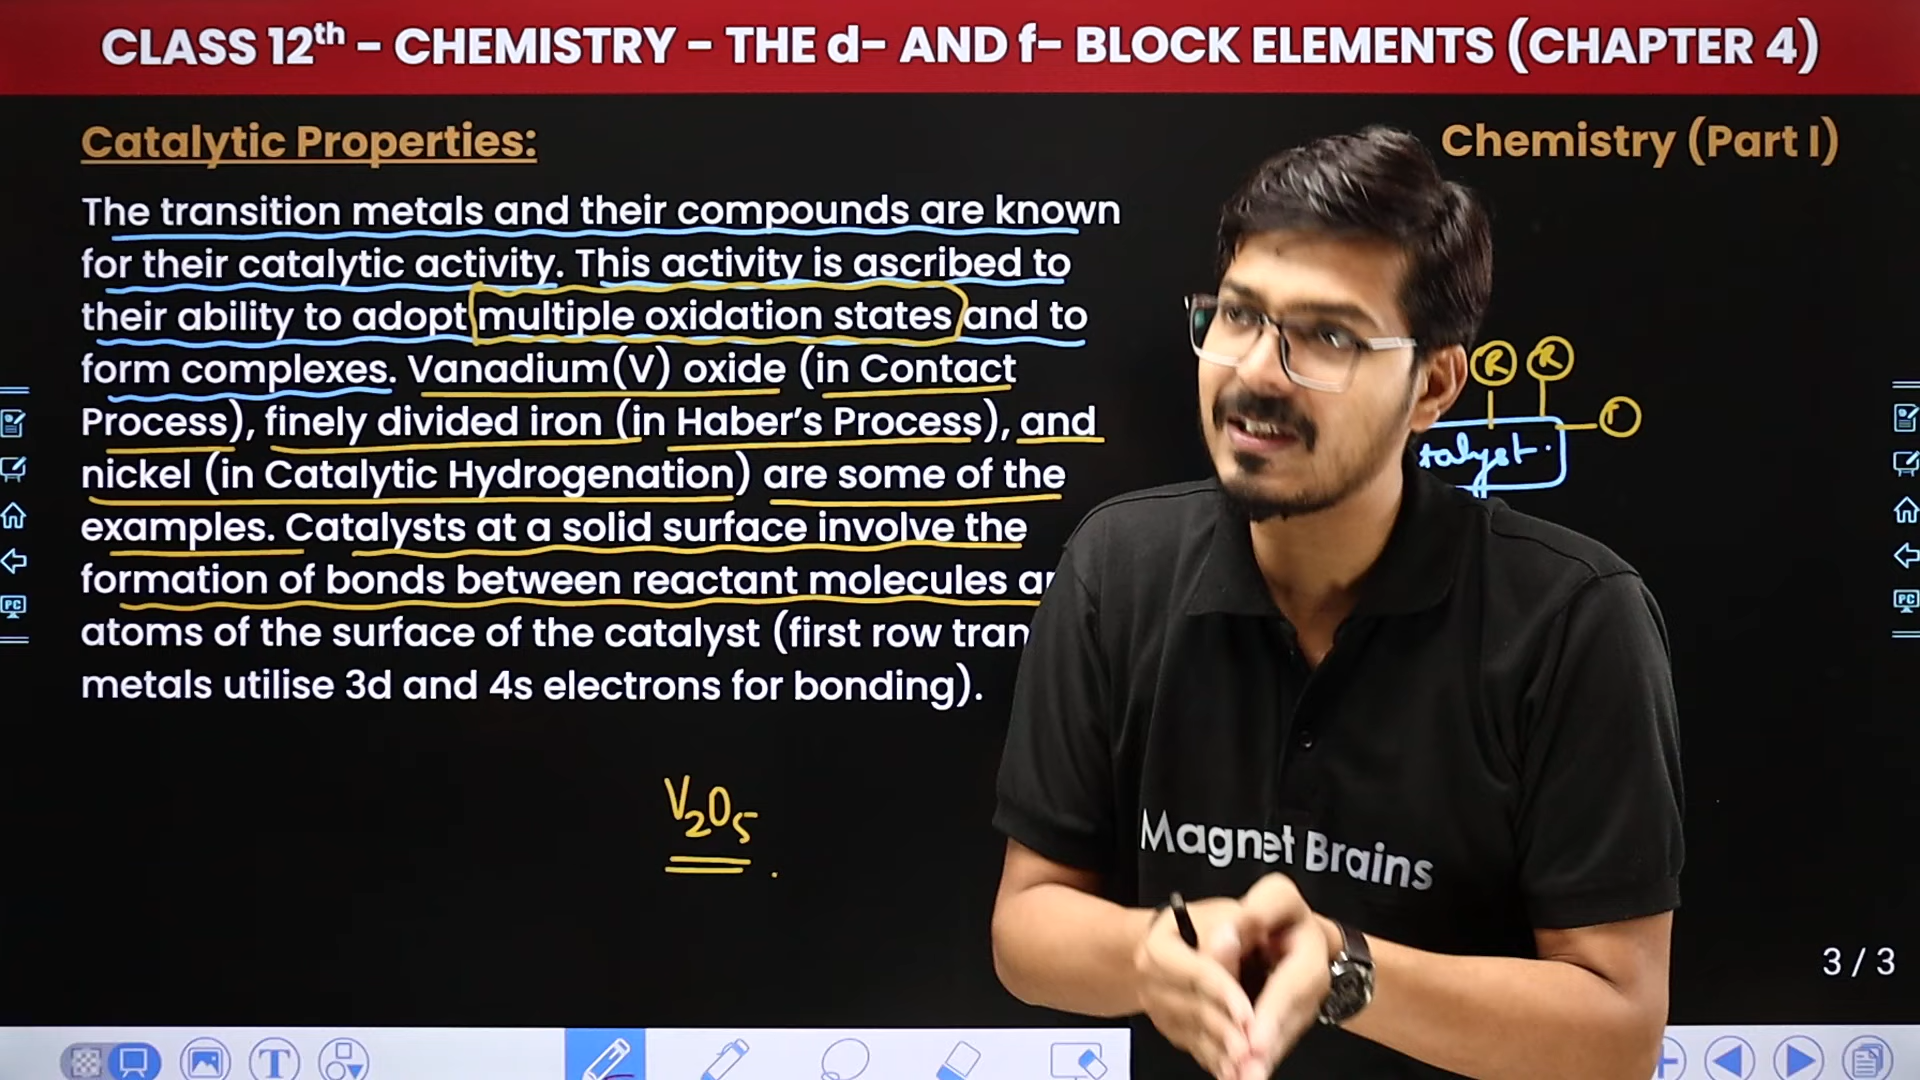 CLASS 12th – CHEMISTRY – THE d– AND f– BLOCK ELEMENTS (CHAPTER 4)
Catalytic Properties:
Chemistry (Part I)
The transition metals and their compounds are known
for their catalytic activity. This activity is ascribed to
their ability to adopt multiple oxidation states and to
form complexes. Vanadium(V) oxide (in Contact
Process), finely divided iron (in Haber's Process), and
nickel (in Catalytic Hydrogenation) are some of the
examples. Catalysts at a solid surface involve the
formation of bonds between reactant molecules
atoms of the surface of the catalyst (first row tran
metals utilise 3d and 4s electrons for bonding).
R R
talyst.
V2O5
Magnet Brains
3 / 3
PC
PC
T